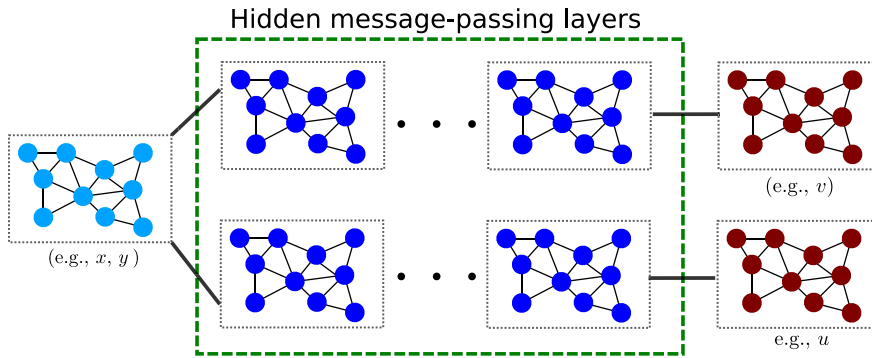 Hidden message-passing layers
(e.g., v)
(e.g., x, y )
e.g., u